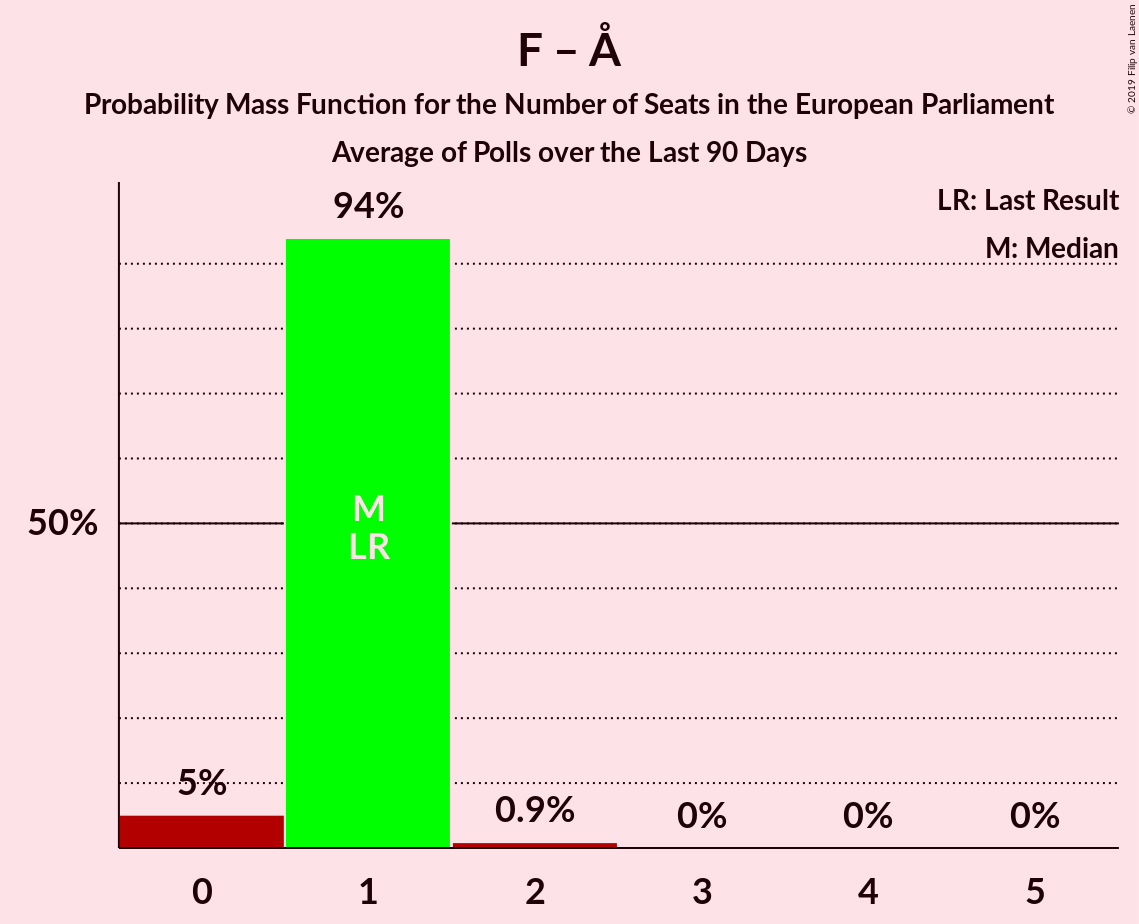 F – Å
Probability Mass Function for the Number of Seats in the European Parliament
Average of Polls over the Last 90 Days
© 2019 Filip van Laenen
LR: Last Result
M: Median
94%
M
LR
50%
5%
0.9%
0%
0%
0%
0
1
2
3
4
5